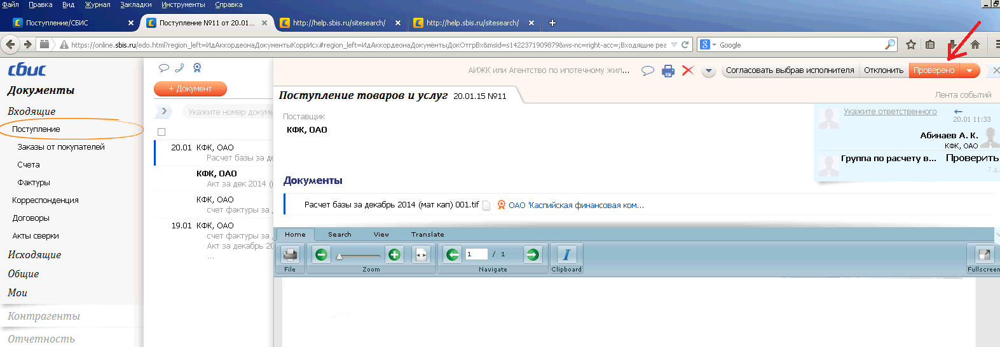 Файл Правка Вид Журнал Закладки Инструменты Справка
Поступление/СБИС
Поступление №11 от 20.01...
http://help.sbis.ru/sitesearch/
http://help.sbis.ru/sitesearch/
https://online.sbis.ru/edo.html?region_left=ИдАккордеонаДокументыКоррИсх#region_left=ИдАккордеонаДокументыДокОтгрВх&msid=s1422371909879&ws-nc=right-acc=;Входящие реа
Google
сбис
Документы
Входящие
Поступление
Заказы от покупателей
Счета
Фактуры
Корреспонденция
Договоры
Акты сверки
Исходящие
Общие
Мои
Контрагенты
Отчетность
+ Документ
Укажите номер докуме
20.01 КФК, ОАО
Расчет базы за де
КФК, ОАО
Акт за дек 2014 (
КФК, ОАО
счет фактуры за
19.01 КФК, ОАО
счет фактуры за
Акт за декабрь 20
...
АИЖК или Агентство по ипотечному жил...
Согласовать выбрав исполнителя
Отклонить
Проверено
Поступление товаров и услуг 20.01.15 №11
Лента событий
Поставщик
КФК, ОАО
Укажите ответственного
20.01 11:33
Абинаев А. К.
КФК, ОАО
Группа по расчету в... Проверить
7 д.
Документы
Расчет базы за декабрь 2014 (мат кап) 001.tif
ОАО 'Каспийская финансовая ком...
Home Search View Translate
1 / 1
File Zoom Navigate Clipboard Fullscreen